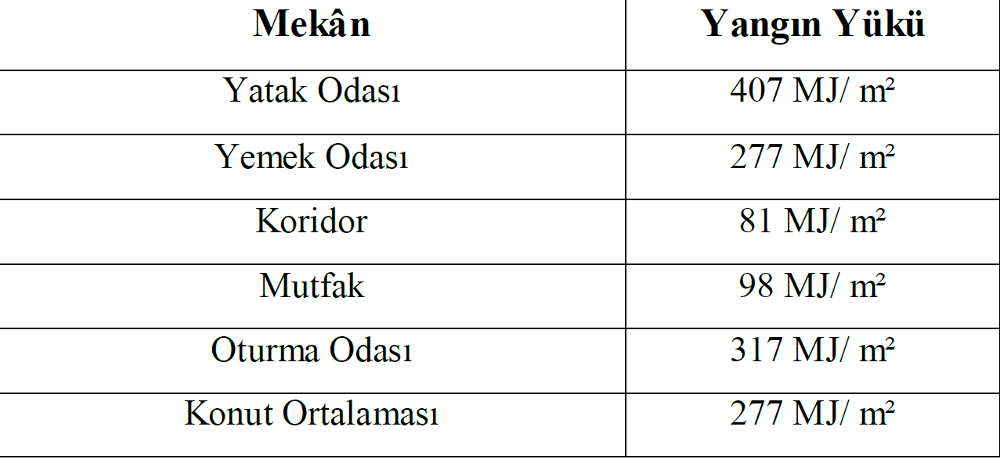 Mekân Yangın Yükü
Yatak Odası 407 MJ/ m²
Yemek Odası 277 MJ/ m²
Koridor 81 MJ/ m²
Mutfak 98 MJ/ m²
Oturma Odası 317 MJ/ m²
Konut Ortalaması 277 MJ/ m²